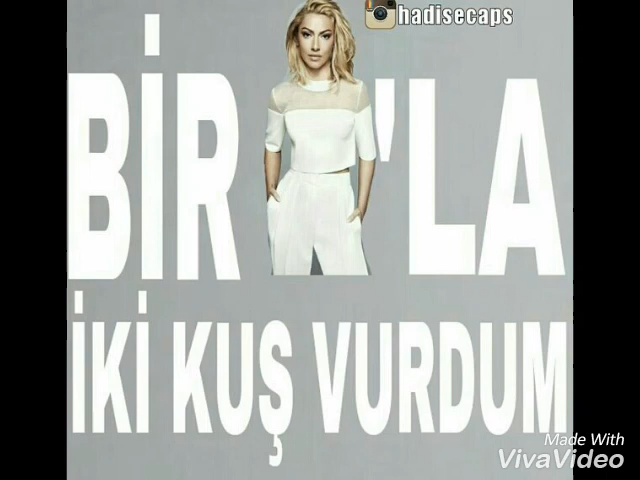 hadisecaps
BİR 'LA
İKİ KUŞ VURDUM
Made With
VivaVideo